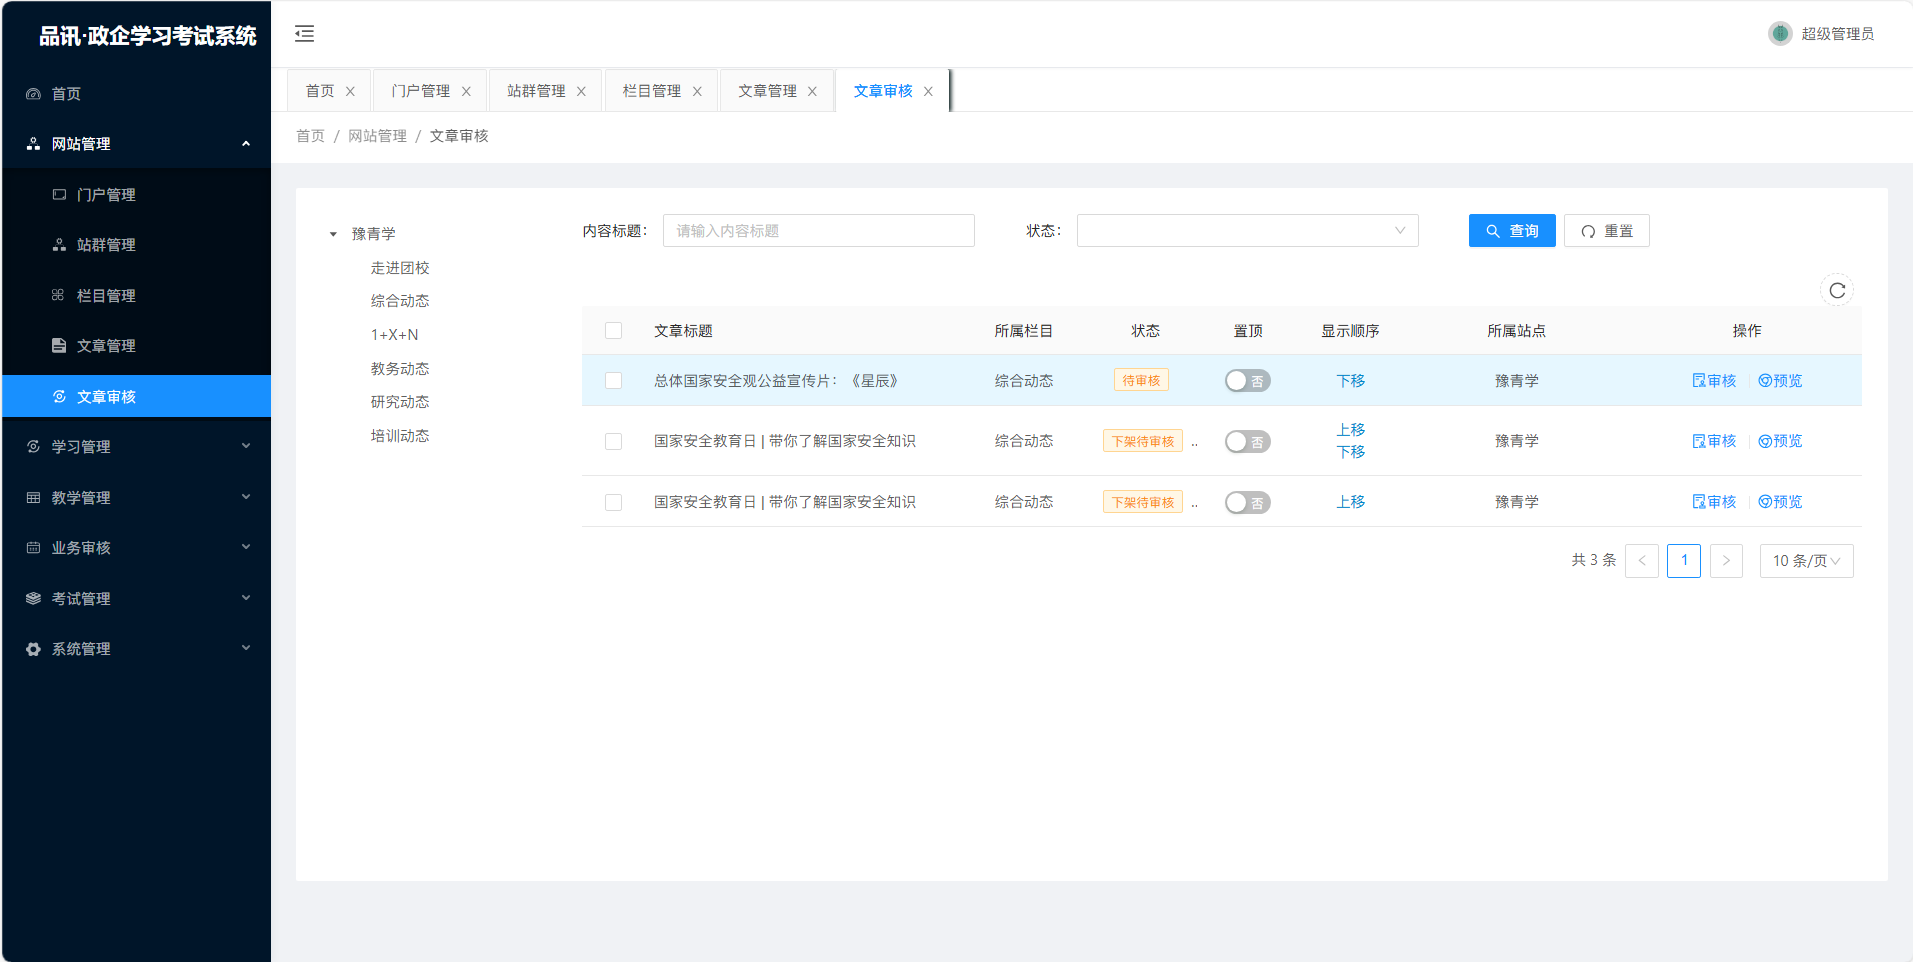 品讯·政企学习考试系统
首页
网站管理
门户管理
站群管理
栏目管理
文章管理
文章审核
学习管理
教学管理
业务审核
考试管理
系统管理
超级管理员
首页 门户管理 站群管理 栏目管理 文章管理 文章审核
首页 / 网站管理 / 文章审核
豫青学
走进团校
综合动态
1+X+N
教务动态
研究动态
培训动态
内容标题： 请输入内容标题 状态： 查询 重置
文章标题 所属栏目 状态 置顶 显示顺序 所属站点 操作
总体国家安全观公益宣传片：《星辰》 综合动态 待审核 否 下移 豫青学 审核 预览
国家安全教育日 | 带你了解国家安全知识 综合动态 下架待审核 .. 否 上移 下移 豫青学 审核 预览
国家安全教育日 | 带你了解国家安全知识 综合动态 下架待审核 .. 否 上移 豫青学 审核 预览
共 3 条 < 1 > 10 条/页